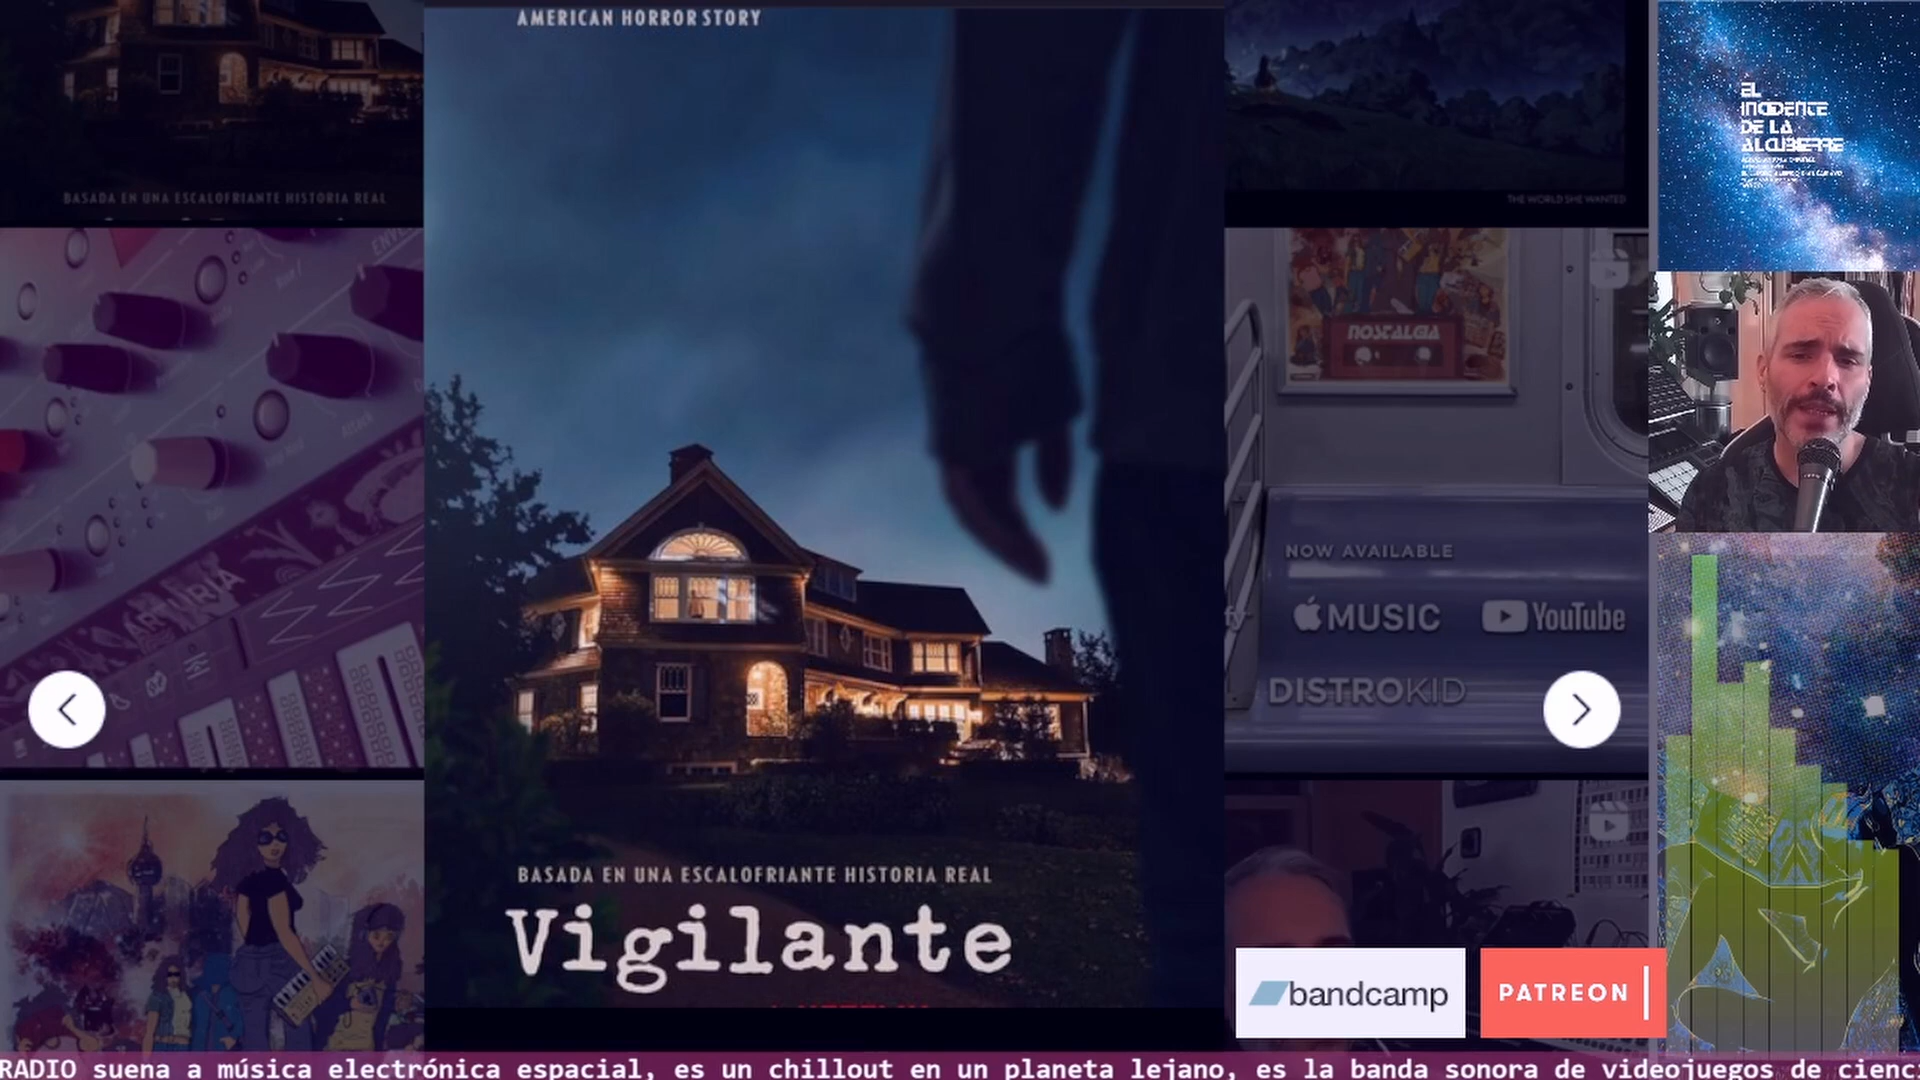 AMERICAN HORROR STORY
BASADA EN UNA ESCALOFRIANTE HISTORIA REAL
THE WORLD SHE WANTED
EL
INCIDENTE
DE LA
ALCUBIERRE
ARTURIA
NOSTALGIA
NOW AVAILABLE
MUSIC
YouTube
DISTROKID
BASADA EN UNA ESCALOFRIANTE HISTORIA REAL
Vigilante
bandcamp
PATREON
RADIO suena a música electrónica espacial, es un chillout en un planeta lejano, es la banda sonora de videojuegos de cienc